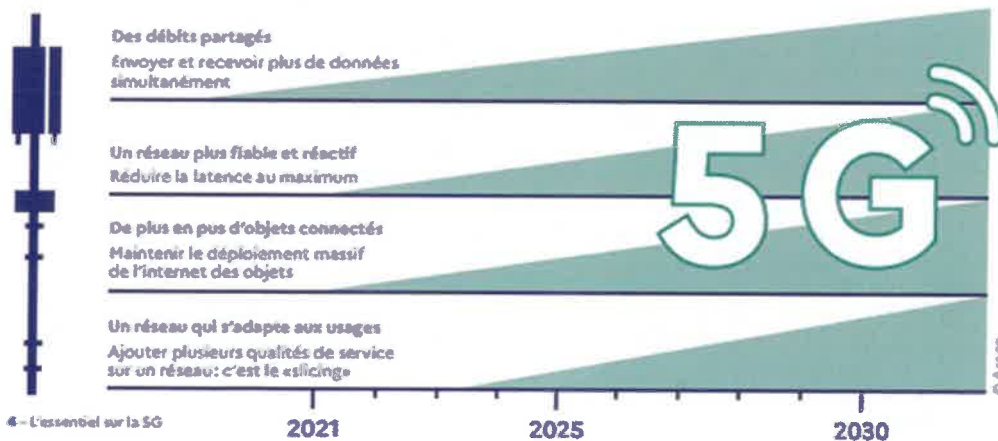 Des débits partagés
Envoyer et recevoir plus de données
simultanément
Un réseau plus fiable et réactif
Réduire la latence au maximum
De plus en pus d'objets connectés
Maintenir le déploiement massif
de l'internet des objets
Un réseau qui s'adapte aux usages
Ajouter plusieurs qualités de service
sur un réseau: c'est le «slicing»
5G
4 – L'essentiel sur la 5G
2021
2025
2030